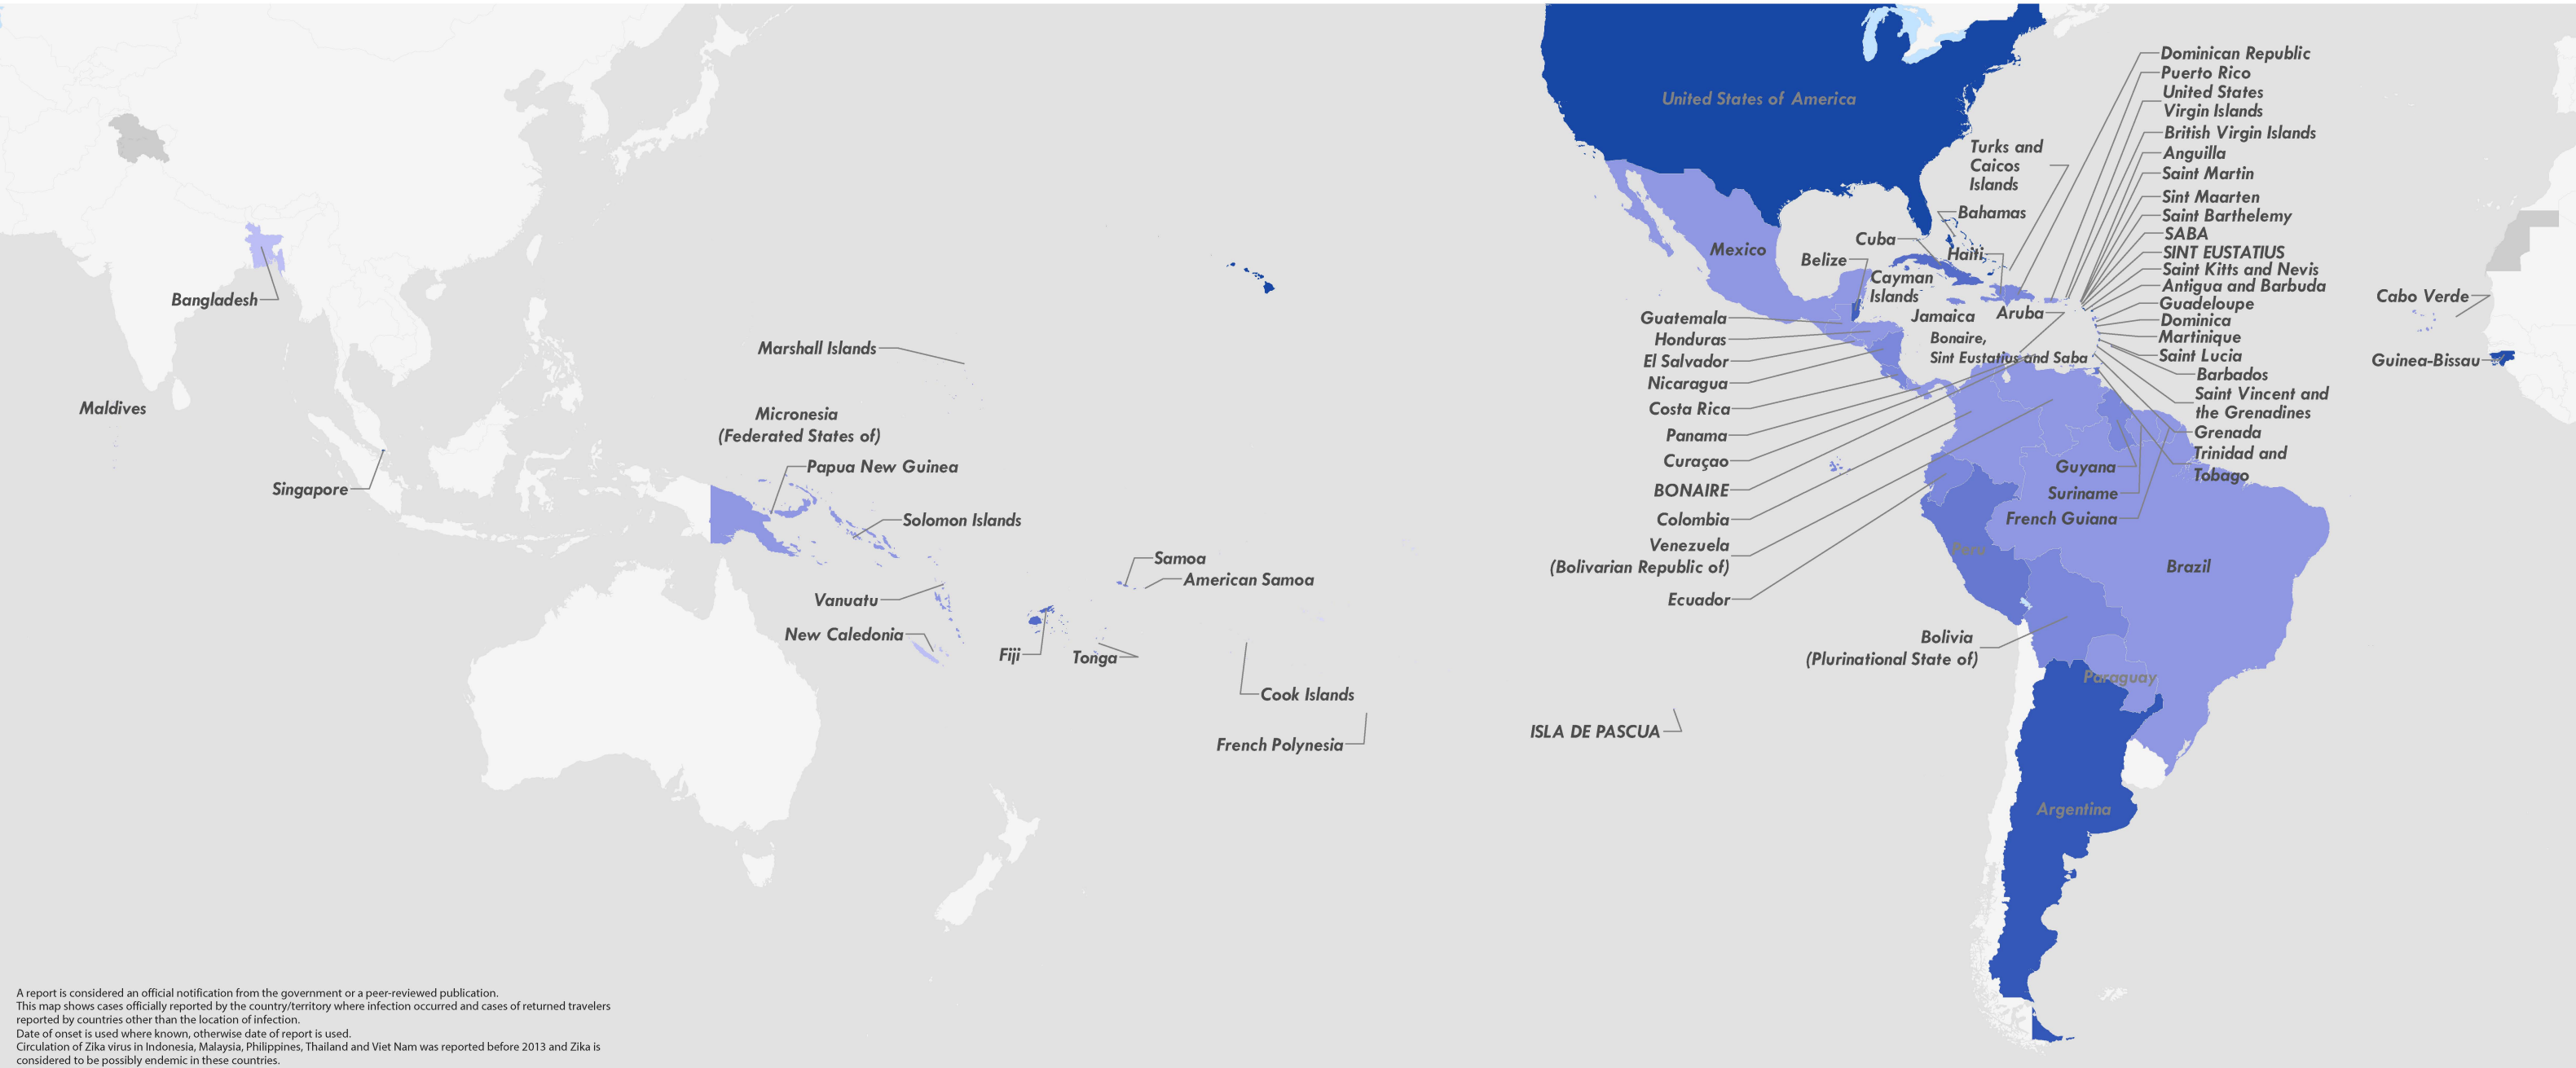 Bangladesh
Maldives
Singapore
Marshall Islands
Micronesia
(Federated States of)
Papua New Guinea
Solomon Islands
Samoa
American Samoa
Vanuatu
New Caledonia
Fiji
Tonga
Cook Islands
French Polynesia
ISLA DE PASCUA
United States of America
Mexico
Turks and
Caicos
Islands
Bahamas
Cuba
Haiti
Belize
Cayman
Islands
Jamaica
Aruba
Bonaire,
Sint Eustatius and Saba
Guatemala
Honduras
El Salvador
Nicaragua
Costa Rica
Panama
Curaçao
BONAIRE
Colombia
Venezuela
(Bolivarian Republic of)
Ecuador
Dominican Republic
Puerto Rico
United States
Virgin Islands
British Virgin Islands
Anguilla
Saint Martin
Sint Maarten
Saint Barthelemy
SABA
SINT EUSTATIUS
Saint Kitts and Nevis
Antigua and Barbuda
Guadeloupe
Dominica
Martinique
Saint Lucia
Barbados
Saint Vincent and
the Grenadines
Grenada
Trinidad and
Tobago
Guyana
Suriname
French Guiana
Peru
Brazil
Bolivia
(Plurinational State of)
Paraguay
Argentina
Cabo Verde
Guinea-Bissau
A report is considered an official notification from the government or a peer-reviewed publication.
This map shows cases officially reported by the country/territory where infection occurred and cases of returned travelers
reported by countries other than the location of infection.
Date of onset is used where known, otherwise date of report is used.
Circulation of Zika virus in Indonesia, Malaysia, Philippines, Thailand and Viet Nam was reported before 2013 and Zika is
considered to be possibly endemic in these countries.